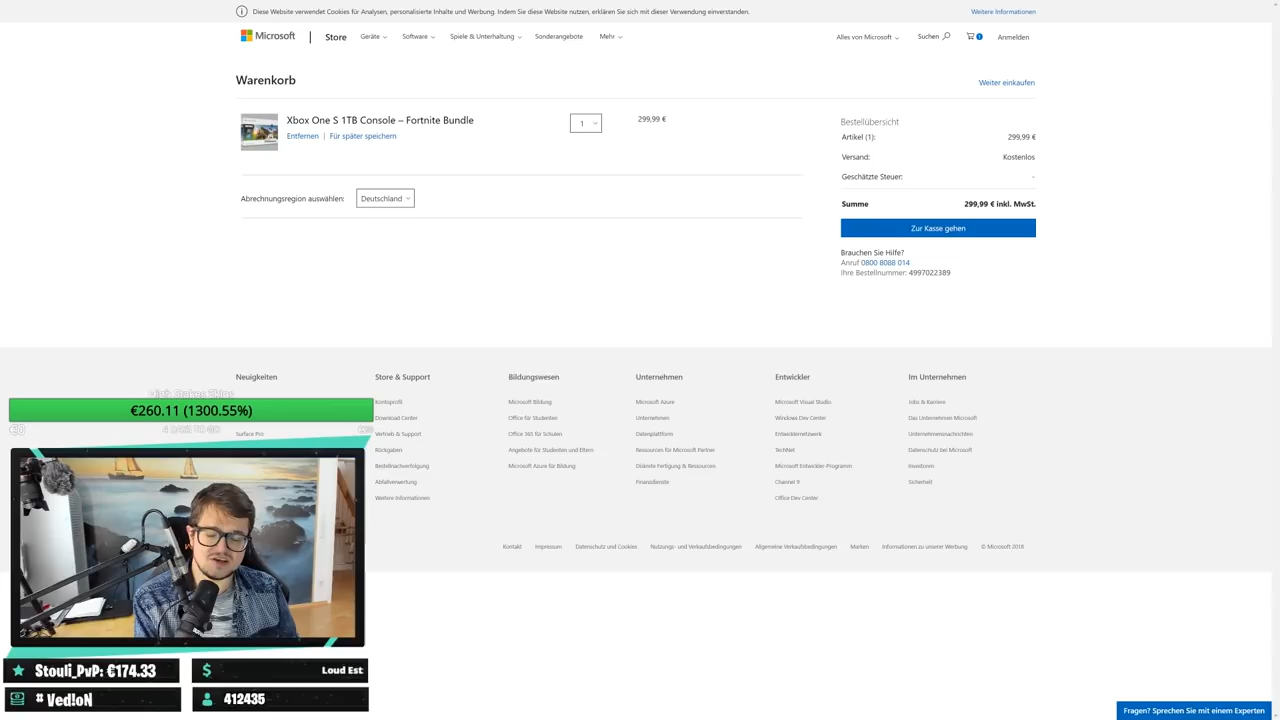 Diese Website verwendet Cookies für Analysen, personalisierte Inhalte und Werbung. Indem Sie diese Website nutzen, erklären Sie sich mit dieser Verwendung einverstanden.
Weitere Informationen
Microsoft
Store
Geräte
Software
Spiele & Unterhaltung
Sonderangebote
Mehr
Alles von Microsoft
Suchen
1
Anmelden
Warenkorb
Weiter einkaufen
Xbox One S 1TB Console – Fortnite Bundle
Entfernen | Für später speichern
1
299,99 €
Abrechnungsregion auswählen:
Deutschland
Bestellübersicht
Artikel (1):
299,99 €
Versand:
Kostenlos
Geschätzte Steuer:
-
Summe
299,99 € inkl. MwSt.
Zur Kasse gehen
Brauchen Sie Hilfe?
Anruf 0800 8088 014
Ihre Bestellnummer: 4997022389
Neuigkeiten
Surface Pro
Store & Support
Kontoprofil
Download Center
Vertrieb & Support
Rückgaben
Bestellnachverfolgung
Abfallverwertung
Weitere Informationen
Bildungswesen
Microsoft Bildung
Office für Studenten
Office 365 für Schulen
Angebote für Studenten und Eltern
Microsoft Azure für Bildung
Unternehmen
Microsoft Azure
Unternehmen
Datenplattform
Ressourcen für Microsoft Partner
Diskrete Fertigung & Ressources
Finanzdienste
Entwickler
Microsoft Visual Studio
Windows Dev Center
Entwicklernetzwerk
TechNet
Microsoft Entwickler-Programm
Channel 9
Office Dev Center
Im Unternehmen
Jobs & Karriere
Das Unternehmen Microsoft
Unternehmensnachrichten
Datenschutz bei Microsoft
Investoren
Sicherheit
Kontakt
Impressum
Datenschutz und Cookies
Nutzungs- und Verkaufsbedingungen
Allgemeine Verkaufsbedingungen
Marken
Informationen zu unserer Werbung
© Microsoft 2018
High Stakes Skin
€260.11 (1300.55%)
€0
4 DAYS TO GO
Stouli_PvP: €174.33
Loud Est
# Ved!oN
412435
Fragen? Sprechen Sie mit einem Experten